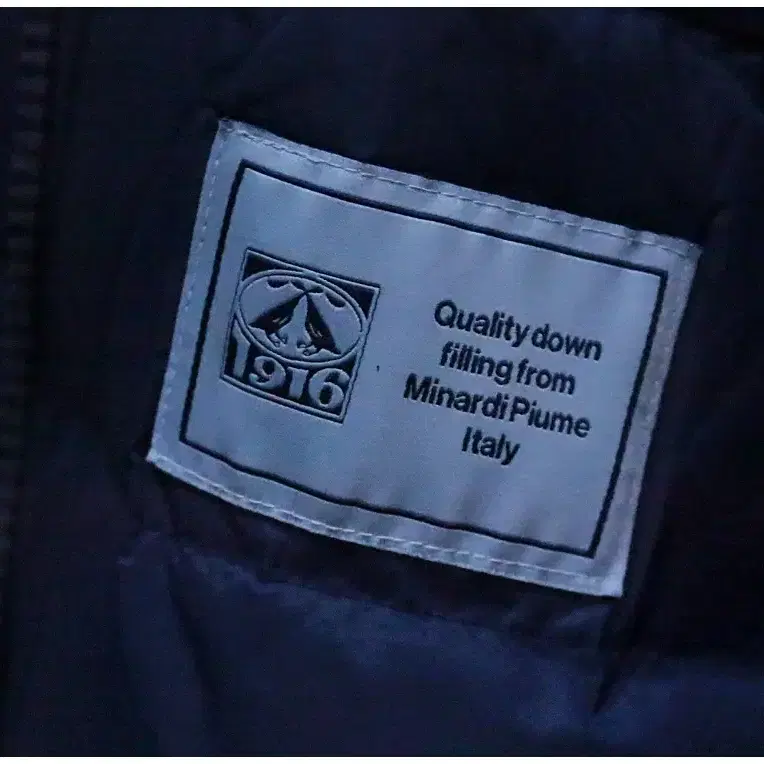 1916
Quality down
filling from
Minardi Piume
Italy